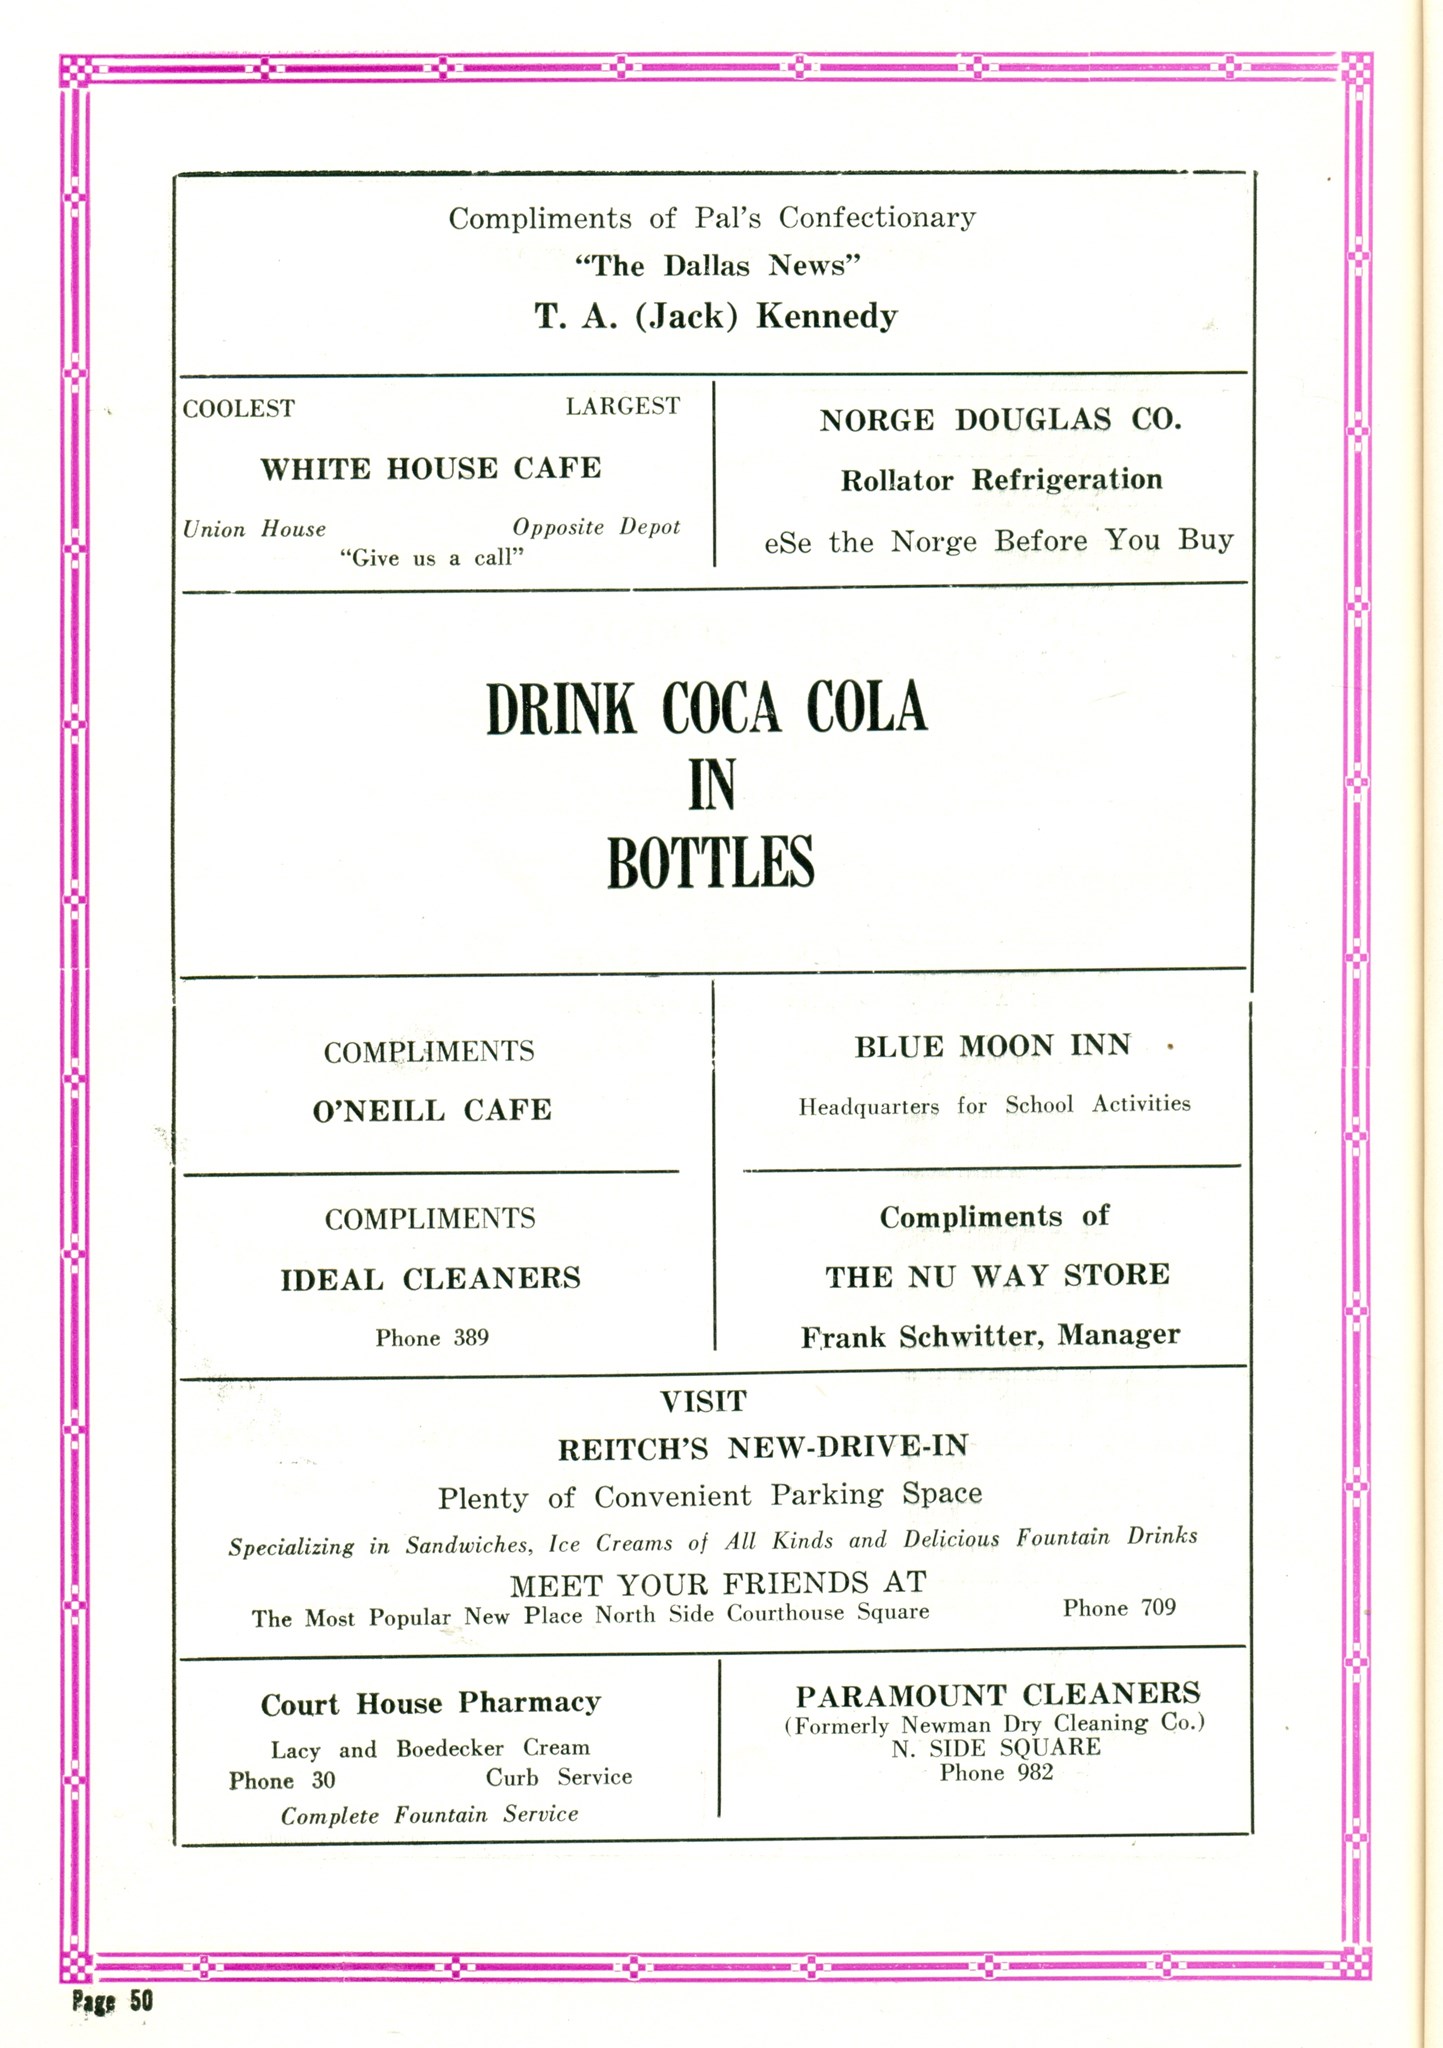 Compliments of Pal's Confectionary
“The Dallas News”
T. A. (Jack) Kennedy
COOLEST LARGEST
WHITE HOUSE CAFE
Union House Opposite Depot
“Give us a call”
NORGE DOUGLAS CO.
Rollator Refrigeration
eSe the Norge Before You Buy
DRINK COCA COLA
IN
BOTTLES
COMPLIMENTS
O'NEILL CAFE
BLUE MOON INN
Headquarters for School Activities
COMPLIMENTS
IDEAL CLEANERS
Phone 389
Compliments of
THE NU WAY STORE
Frank Schwitter, Manager
VISIT
REITCH'S NEW-DRIVE-IN
Plenty of Convenient Parking Space
Specializing in Sandwiches, Ice Creams of All Kinds and Delicious Fountain Drinks
MEET YOUR FRIENDS AT
The Most Popular New Place North Side Courthouse Square Phone 709
Court House Pharmacy
Lacy and Boedecker Cream
Phone 30 Curb Service
Complete Fountain Service
PARAMOUNT CLEANERS
(Formerly Newman Dry Cleaning Co.)
N. SIDE SQUARE
Phone 982
Page 50